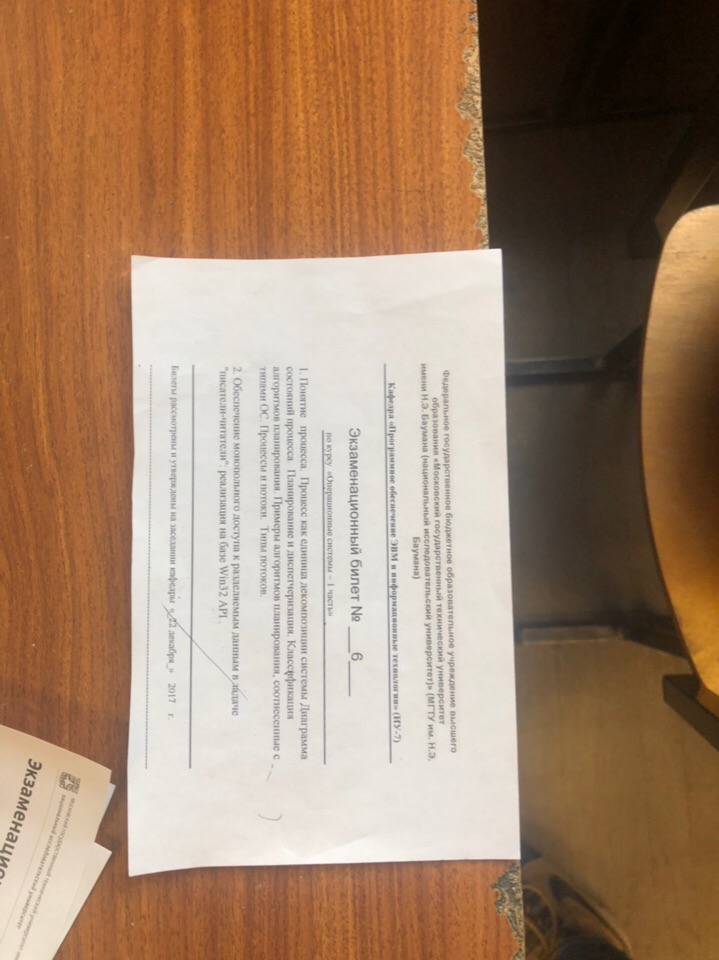 Федеральное государственное бюджетное образовательное учреждение высшего
образования «Московский государственный технический университет
имени Н.Э. Баумана (национальный исследовательский университет)» (МГТУ им. Н.Э.
Баумана)
Кафедра «Программное обеспечение ЭВМ и информационные технологии» (ИУ-7)
Экзаменационный билет № ___6____
по курсу «Операционные системы – 1 часть»
1. Понятие процесса. Процесс как единица декомпозиции системы Диаграмма
состояний процесса. Планирование и диспетчеризация. Классификация
алгоритмов планирования. Примеры алгоритмов планирования, соотнесенные с
типами ОС. Процессы и потоки. Типы потоков.
2. Обеспечение монопольного доступа к разделяемым данным в задаче
"писатели-читатели": реализация на базе Win32 API .
Билеты рассмотрены и утверждены на заседании кафедры «_22 декабря_» 2017 г.
МОСКОВСКИЙ ГОСУДАРСТВЕННЫЙ ТЕХНИЧЕСКИЙ УНИВЕРСИТЕТ
национальный исследовательский университет
Экзаменацио